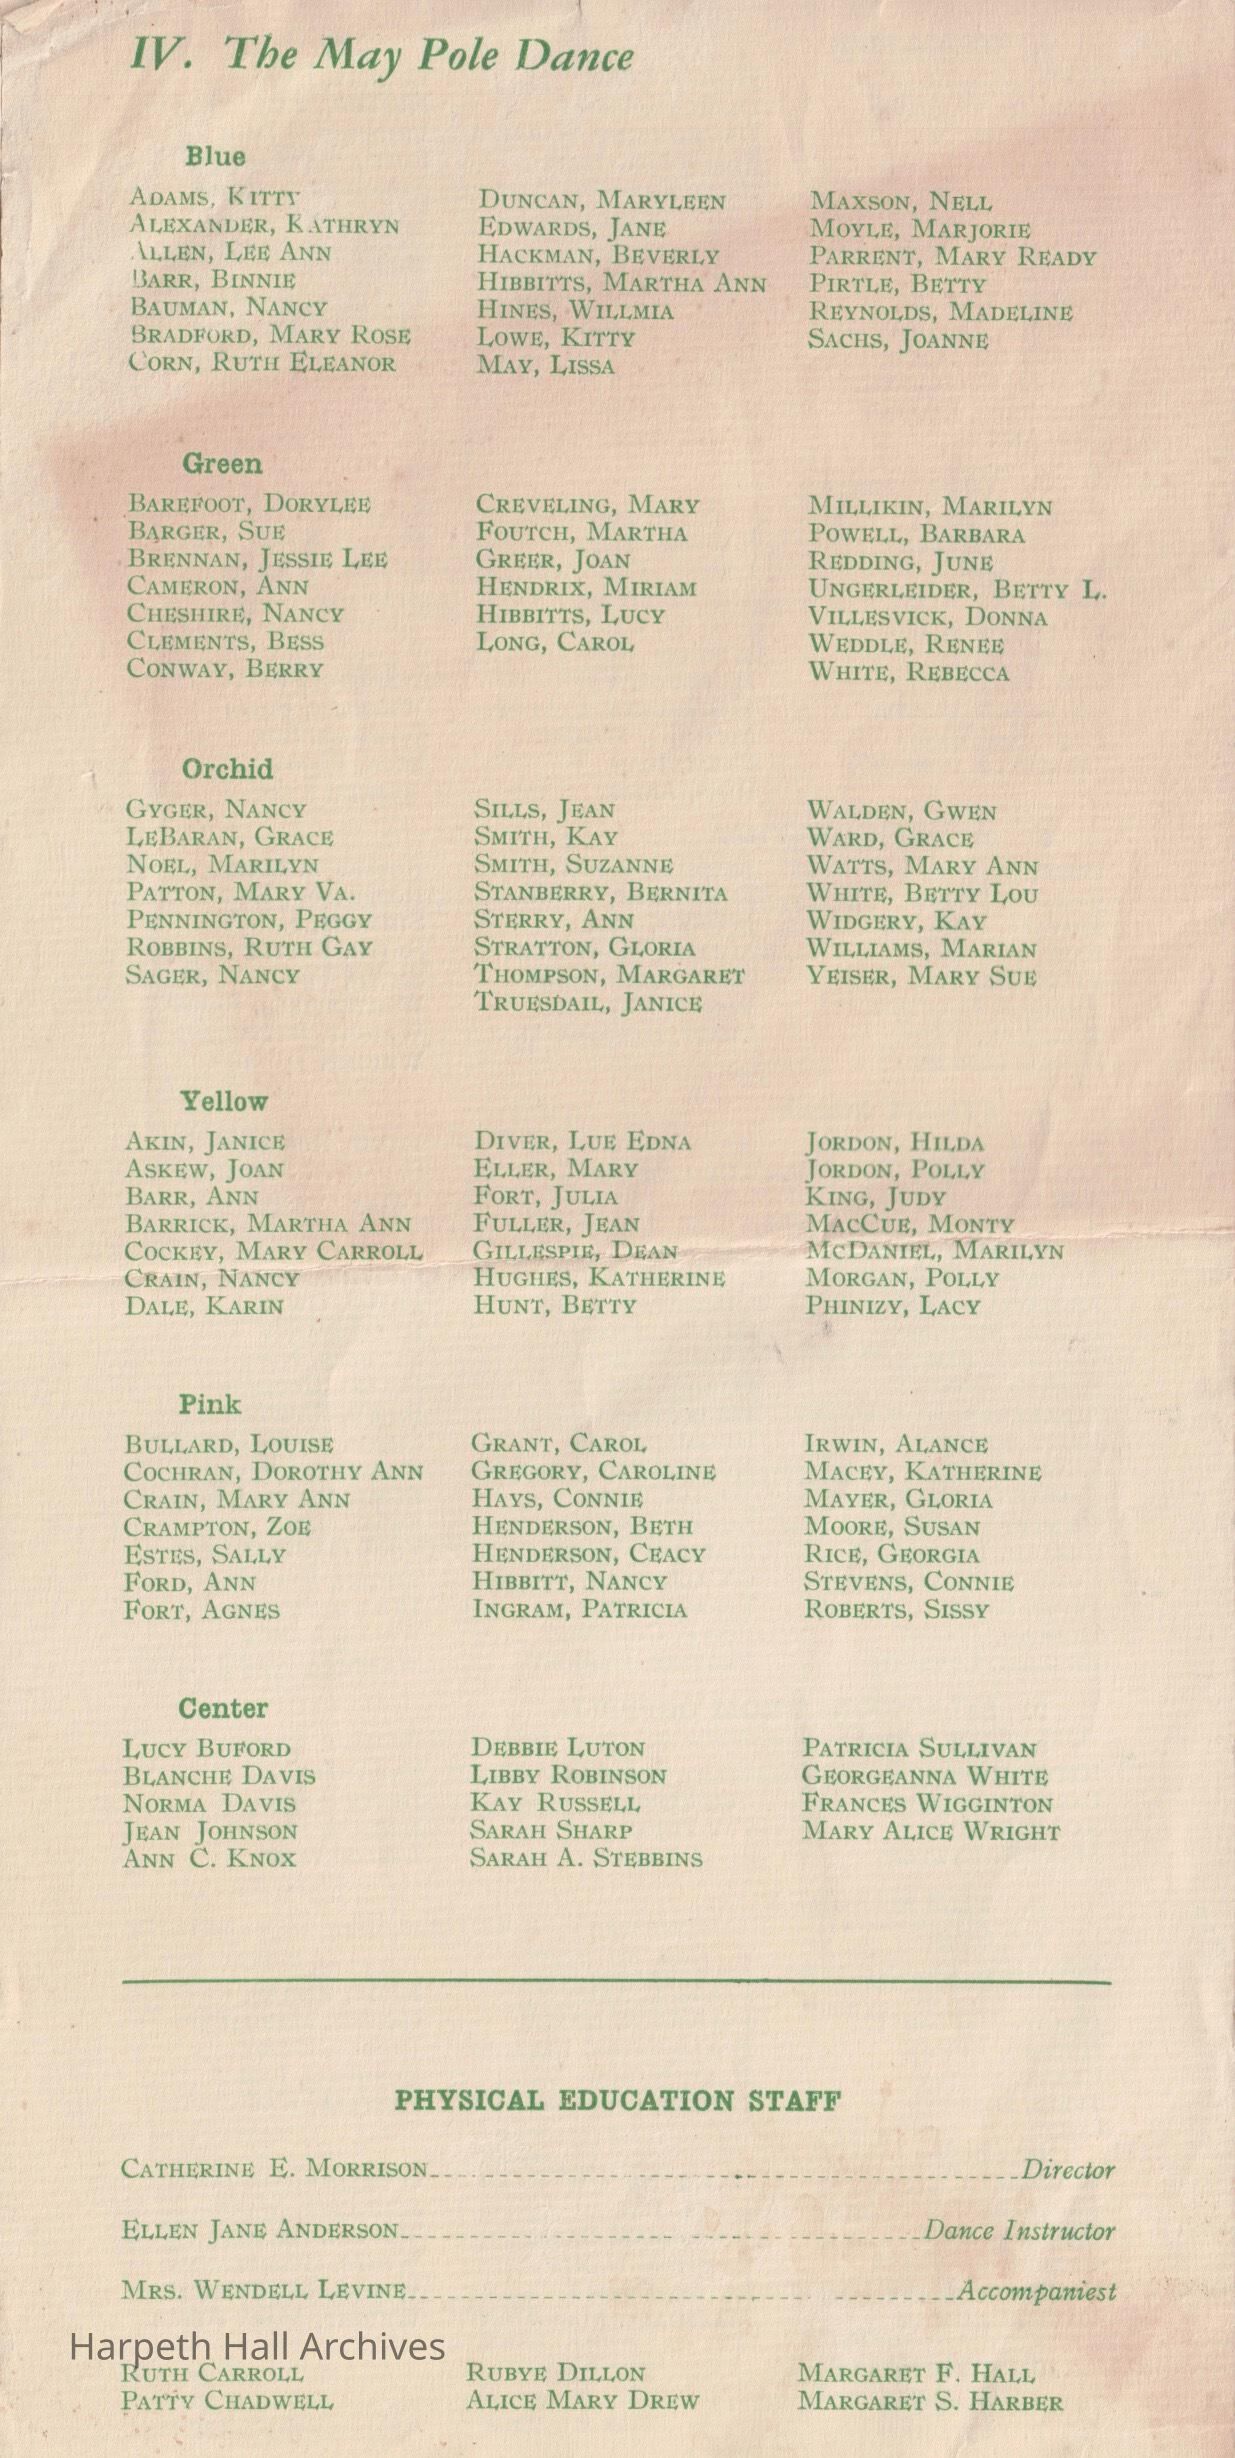 IV. The May Pole Dance
Blue
ADAMS, KITTY
ALEXANDER, KATHRYN
ALLEN, LEE ANN
BARR, BINNIE
BAUMAN, NANCY
BRADFORD, MARY ROSE
CORN, RUTH ELEANOR
DUNCAN, MARYLEEN
EDWARDS, JANE
HACKMAN, BEVERLY
HIBBITTS, MARTHA ANN
HINES, WILLMIA
LOWE, KITTY
MAY, LISSA
MAXSON, NELL
MOYLE, MARJORIE
PARRENT, MARY READY
PIRTLE, BETTY
REYNOLDS, MADELINE
SACHS, JOANNE
Green
BAREFOOT, DORYLEE
BARGER, SUE
BRENNAN, JESSIE LEE
CAMERON, ANN
CHESHIRE, NANCY
CLEMENTS, BESS
CONWAY, BERRY
CREVELING, MARY
FOUTCH, MARTHA
GREER, JOAN
HENDRIX, MIRIAM
HIBBITTS, LUCY
LONG, CAROL
MILLIKIN, MARILYN
POWELL, BARBARA
REDDING, JUNE
UNGERLEIDER, BETTY L.
VILLESVICK, DONNA
WEDDLE, RENEE
WHITE, REBECCA
Orchid
GYGER, NANCY
LEBARAN, GRACE
NOEL, MARILYN
PATTON, MARY VA.
PENNINGTON, PEGGY
ROBBINS, RUTH GAY
SAGER, NANCY
SILLS, JEAN
SMITH, KAY
SMITH, SUZANNE
STANBERRY, BERNITA
STERRY, ANN
STRATTON, GLORIA
THOMPSON, MARGARET
TRUESDAIL, JANICE
WALDEN, GWEN
WARD, GRACE
WATTS, MARY ANN
WHITE, BETTY LOU
WIDGERY, KAY
WILLIAMS, MARIAN
YEISER, MARY SUE
Yellow
AKIN, JANICE
ASKEW, JOAN
BARR, ANN
BARRICK, MARTHA ANN
COCKEY, MARY CARROLL
CRAIN, NANCY
DALE, KARIN
DIVER, LUE EDNA
ELLER, MARY
FORT, JULIA
FULLER, JEAN
GILLESPIE, DEAN
HUGHES, KATHERINE
HUNT, BETTY
JORDON, HILDA
JORDON, POLLY
KING, JUDY
MACCUE, MONTY
MCDANIEL, MARILYN
MORGAN, POLLY
PHINIZY, LACY
Pink
BULLARD, LOUISE
COCHRAN, DOROTHY ANN
CRAIN, MARY ANN
CRAMPTON, ZOE
ESTES, SALLY
FORD, ANN
FORT, AGNES
GRANT, CAROL
GREGORY, CAROLINE
HAYS, CONNIE
HENDERSON, BETH
HENDERSON, CEACY
HIBBITT, NANCY
INGRAM, PATRICIA
IRWIN, ALANCE
MACEY, KATHERINE
MAYER, GLORIA
MOORE, SUSAN
RICE, GEORGIA
STEVENS, CONNIE
ROBERTS, SISSY
Center
LUCY BUFORD
BLANCHE DAVIS
NORMA DAVIS
JEAN JOHNSON
ANN C. KNOX
DEBBIE LUTON
LIBBY ROBINSON
KAY RUSSELL
SARAH SHARP
SARAH A. STEBBINS
PATRICIA SULLIVAN
GEORGEANNA WHITE
FRANCES WIGGINTON
MARY ALICE WRIGHT
PHYSICAL EDUCATION STAFF
CATHERINE E. MORRISON Director
ELLEN JANE ANDERSON Dance Instructor
MRS. WENDELL LEVINE Accompaniest
Harpeth Hall Archives
RUTH CARROLL
PATTY CHADWELL
RUBYE DILLON
ALICE MARY DREW
MARGARET F. HALL
MARGARET S. HARBER